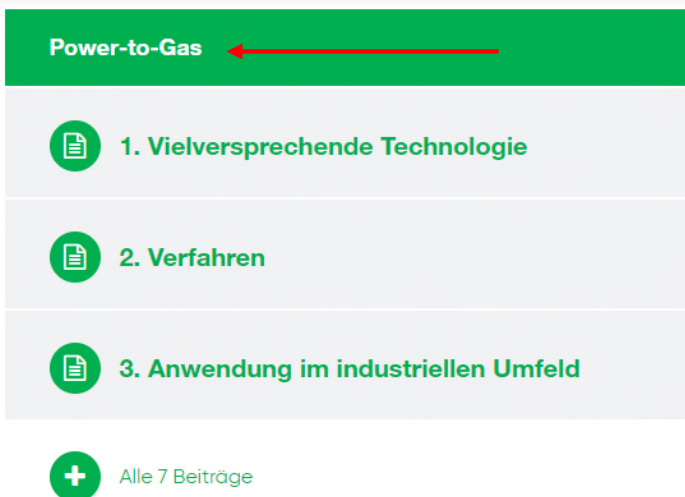 Power-to-Gas
1. Vielversprechende Technologie
2. Verfahren
3. Anwendung im industriellen Umfeld
Alle 7 Beiträge